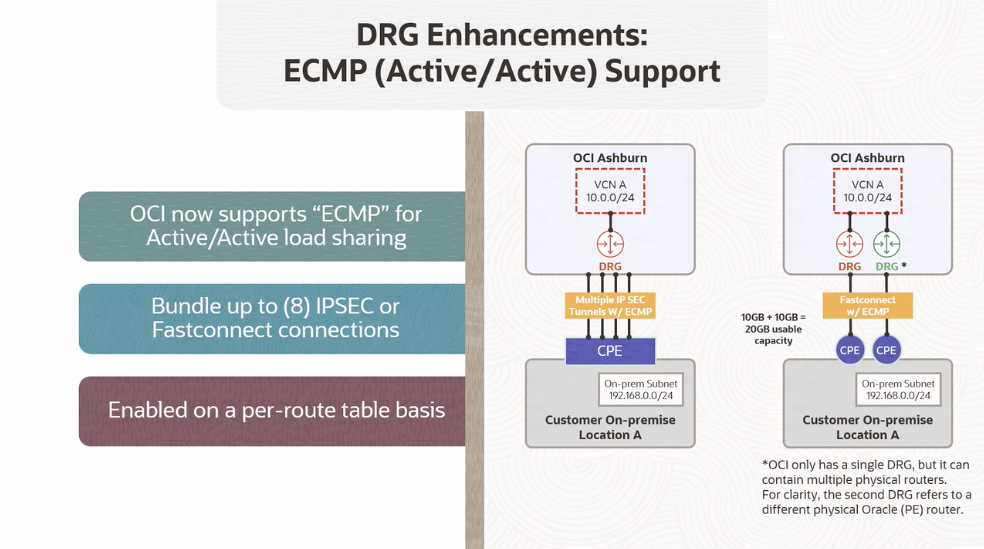 DRG Enhancements:
ECMP (Active/Active) Support
OCI now supports “ECMP” for
Active/Active load sharing
Bundle up to (8) IPSEC or
Fastconnect connections
Enabled on a per-route table basis
OCI Ashburn
VCN A
10.0.0/24
DRG
Multiple IP SEC
Tunnels W/ ECMP
CPE
On-prem Subnet
192.168.0.0/24
Customer On-premise
Location A
OCI Ashburn
VCN A
10.0.0/24
DRG
DRG *
Fastconnect
w/ ECMP
10GB + 10GB =
20GB usable
capacity
CPE
CPE
On-prem Subnet
192.168.0.0/24
Customer On-premise
Location A
*OCI only has a single DRG, but it can
contain multiple physical routers.
For clarity, the second DRG refers to a
different physical Oracle (PE) router.